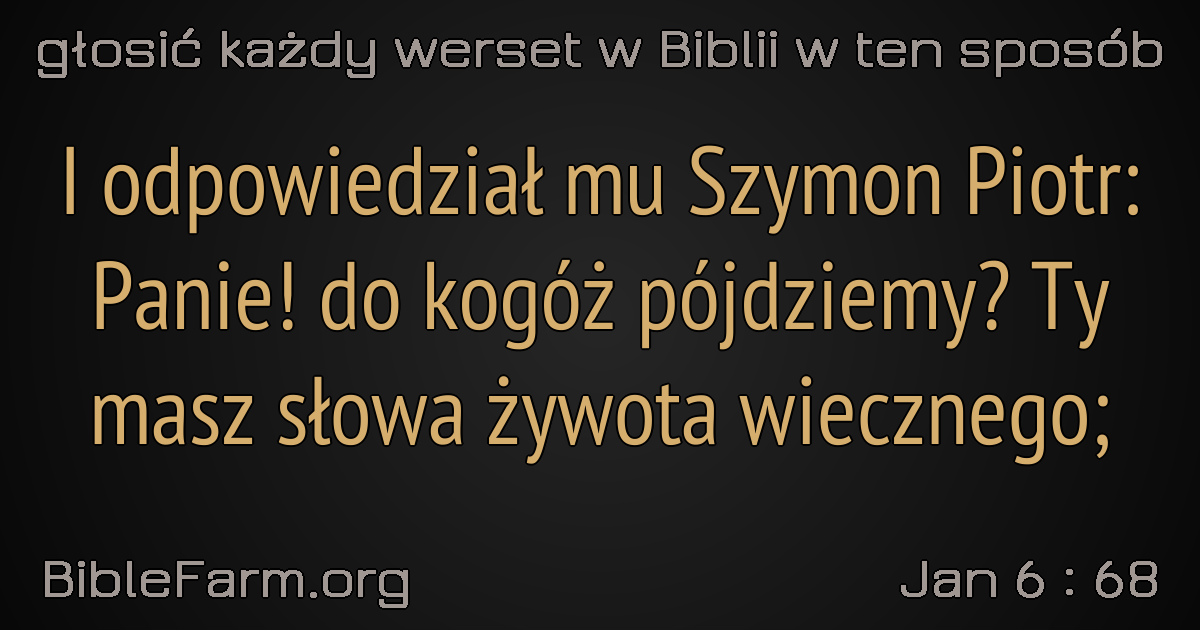 głosić każdy werset w Biblii w ten sposób
I odpowiedział mu Szymon Piotr:
Panie! do kogóż pójdziemy? Ty
masz słowa żywota wiecznego;
BibleFarm.org
Jan 6 : 68